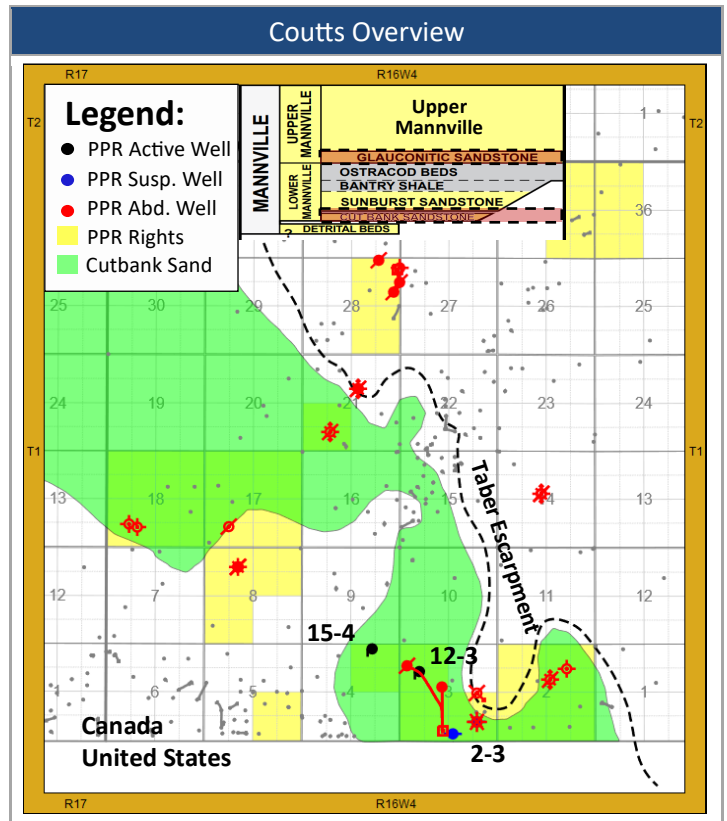 Coutts Overview
R17 R16W4
Legend:
PPR Active Well
PPR Susp. Well
PPR Abd. Well
PPR Rights
Cutbank Sand
MANNVILLE
UPPER MANNVILLE
LOWER MANNVILLE
Upper
Mannville
GLAUCONITIC SANDSTONE
OSTRACOD BEDS
BANTRY SHALE
SUNBURST SANDSTONE
CUT BANK SANDSTONE
? DETRITAL BEDS
T2 1 T2
36
25 30 29 28 27 26 25
24 19 20 21 22 23 24
T1 T1
13 18 17 16 15 13
Taber Escarpment
12 7 8 9 10 11 12
15-4 12-3
1 6 4 3 2 1
Canada
United States
2-3
R17 R16W4